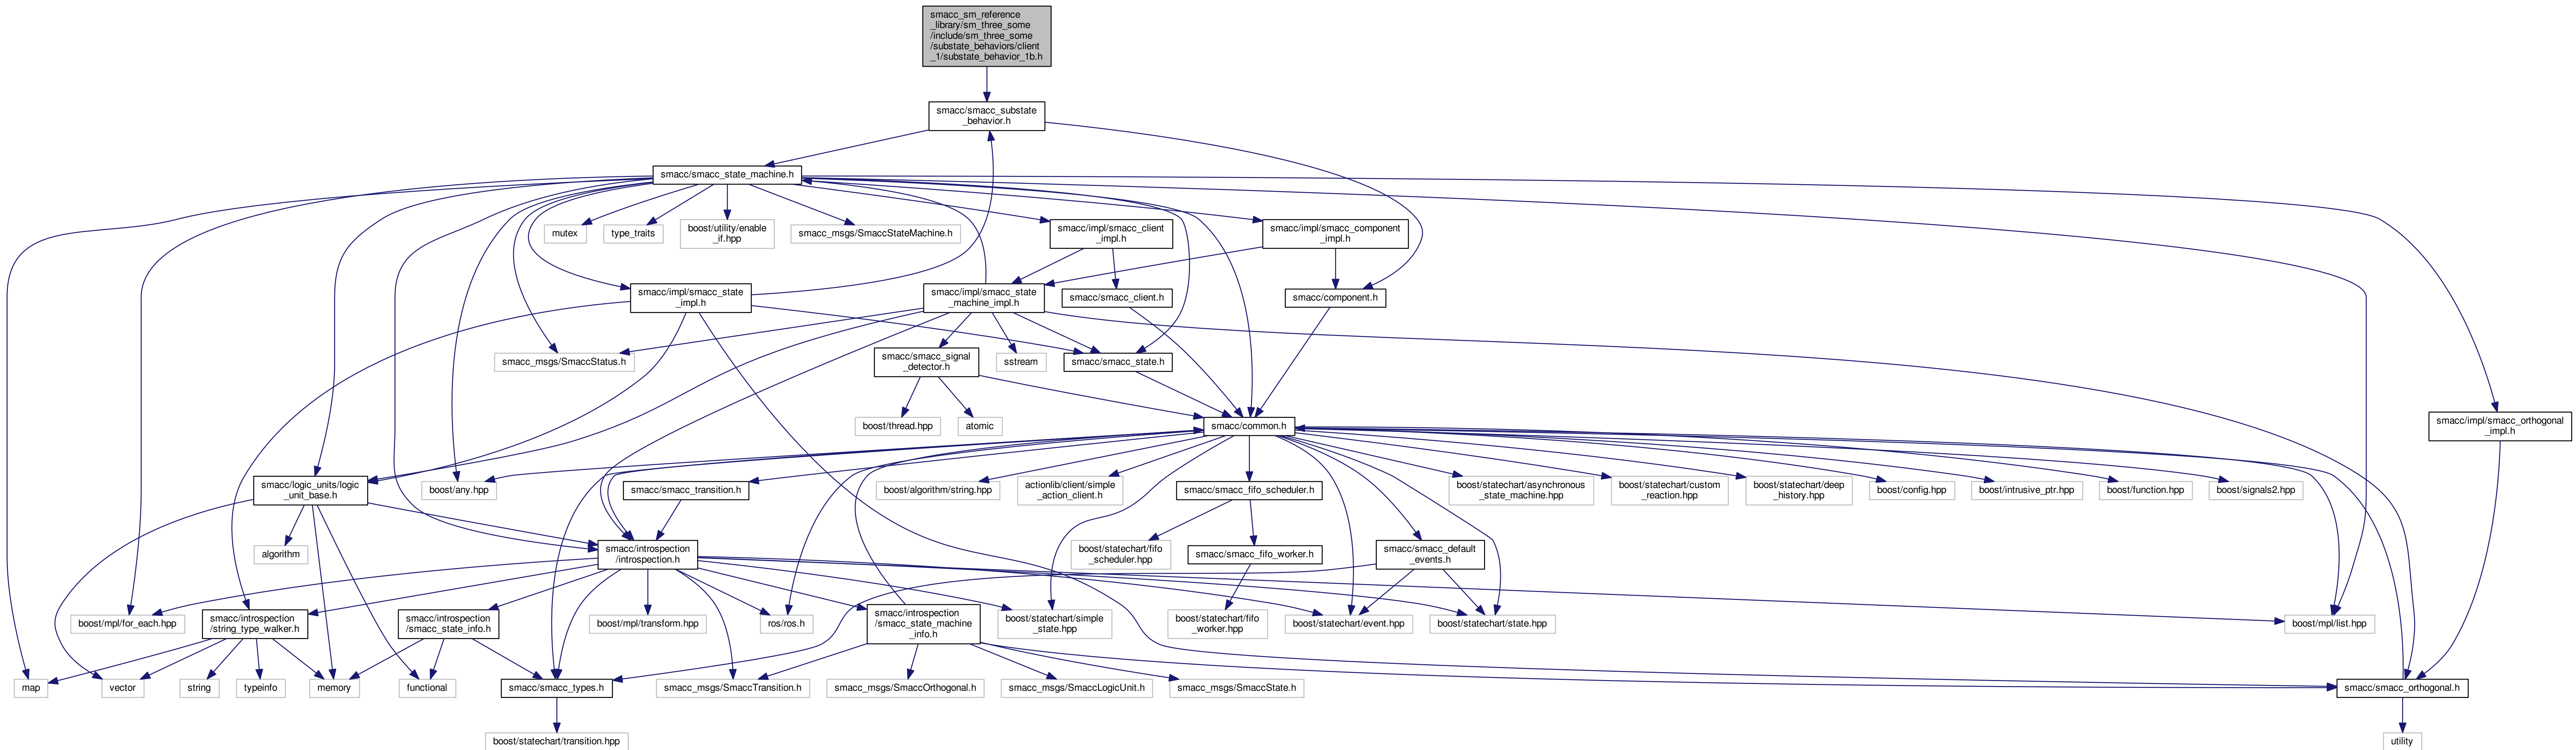 smacc_sm_reference
_library/sm_three_some
/include/sm_three_some
/substate_behaviors/client
_1/substate_behavior_1b.h
smacc/smacc_substate
_behavior.h
smacc/smacc_state_machine.h
mutex
type_traits
boost/utility/enable
_if.hpp
smacc_msgs/SmaccStateMachine.h
smacc/impl/smacc_client
_impl.h
smacc/impl/smacc_component
_impl.h
smacc/impl/smacc_state
_impl.h
smacc/impl/smacc_state
_machine_impl.h
smacc/smacc_client.h
smacc/component.h
smacc_msgs/SmaccStatus.h
smacc/smacc_signal
_detector.h
sstream
smacc/smacc_state.h
boost/thread.hpp
atomic
smacc/common.h
smacc/impl/smacc_orthogonal
_impl.h
smacc/logic_units/logic
_unit_base.h
boost/any.hpp
smacc/smacc_transition.h
boost/algorithm/string.hpp
actionlib/client/simple
_action_client.h
smacc/smacc_fifo_scheduler.h
boost/statechart/asynchronous
_state_machine.hpp
boost/statechart/custom
_reaction.hpp
boost/statechart/deep
_history.hpp
boost/config.hpp
boost/intrusive_ptr.hpp
boost/function.hpp
boost/signals2.hpp
algorithm
smacc/introspection
/introspection.h
boost/statechart/fifo
_scheduler.hpp
smacc/smacc_fifo_worker.h
smacc/smacc_default
_events.h
boost/mpl/for_each.hpp
smacc/introspection
/string_type_walker.h
smacc/introspection
/smacc_state_info.h
boost/mpl/transform.hpp
ros/ros.h
smacc/introspection
/smacc_state_machine
_info.h
boost/statechart/simple
_state.hpp
boost/statechart/fifo
_worker.hpp
boost/statechart/event.hpp
boost/statechart/state.hpp
boost/mpl/list.hpp
map
vector
string
typeinfo
memory
functional
smacc/smacc_types.h
smacc_msgs/SmaccTransition.h
smacc_msgs/SmaccOrthogonal.h
smacc_msgs/SmaccLogicUnit.h
smacc_msgs/SmaccState.h
smacc/smacc_orthogonal.h
boost/statechart/transition.hpp
utility